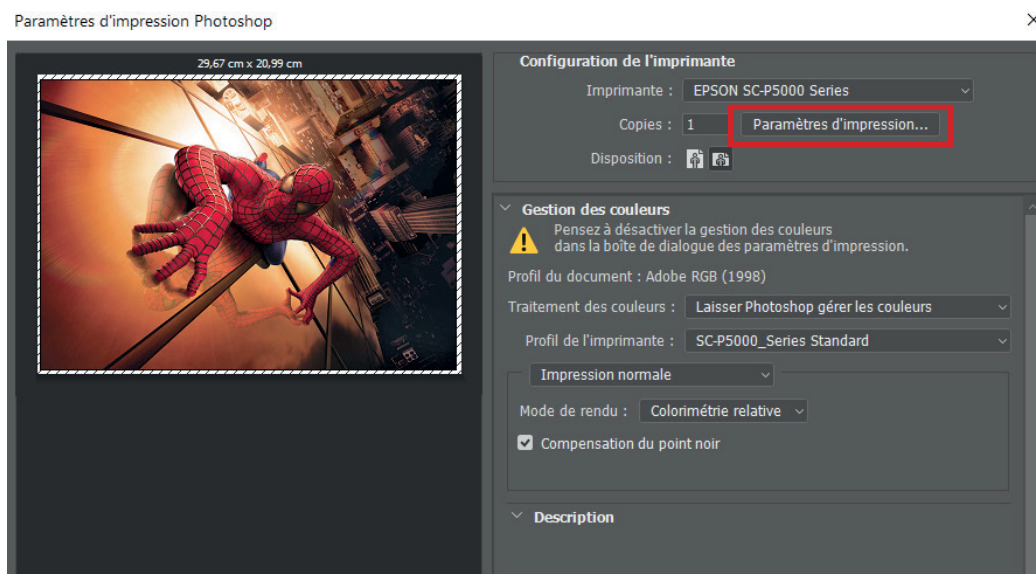 Paramètres d'impression Photoshop
29,67 cm x 20,99 cm
Configuration de l'imprimante
Imprimante : EPSON SC-P5000 Series
Copies : 1 Paramètres d'impression...
Disposition :
Gestion des couleurs
Pensez à désactiver la gestion des couleurs
dans la boîte de dialogue des paramètres d'impression.
Profil du document : Adobe RGB (1998)
Traitement des couleurs : Laisser Photoshop gérer les couleurs
Profil de l'imprimante : SC-P5000_Series Standard
Impression normale
Mode de rendu : Colorimétrie relative
Compensation du point noir
Description